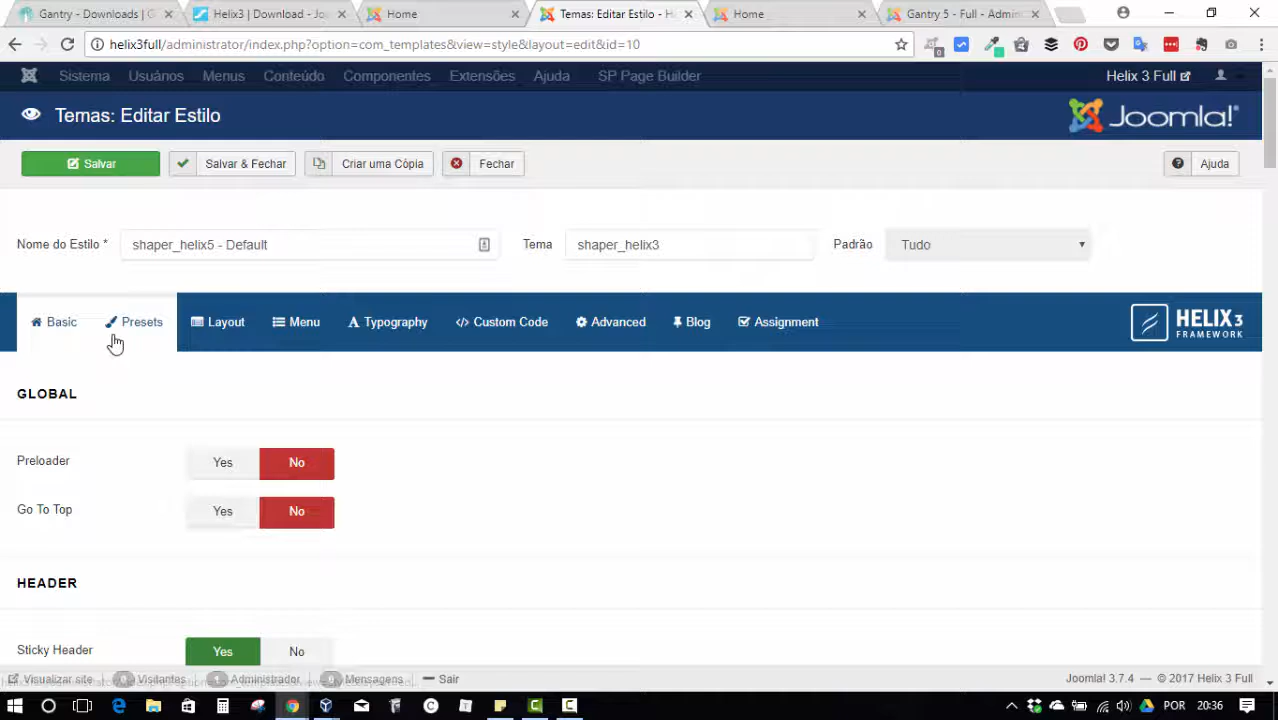 Gantry - Downloads | G
Helix3 | Download - Jo
Home
Temas: Editar Estilo - H
Home
Gantry 5 - Full - Admin
helix3full/administrator/index.php?option=com_templates&view=style&layout=edit&id=10
Sistema Usuários Menus Conteúdo Componentes Extensões Ajuda SP Page Builder Helix 3 Full
Temas: Editar Estilo
Joomla!®
Salvar Salvar & Fechar Criar uma Cópia Fechar Ajuda
Nome do Estilo * shaper_helix5 - Default Tema shaper_helix3 Padrão Tudo
Basic Presets Layout Menu Typography Custom Code Advanced Blog Assignment
HELIX3
FRAMEWORK
GLOBAL
Preloader Yes No
Go To Top Yes No
HEADER
Sticky Header Yes No
Visualizar site Visitantes Administrador Mensagens Sair Joomla! 3.7.4 — © 2017 Helix 3 Full
POR 20:36